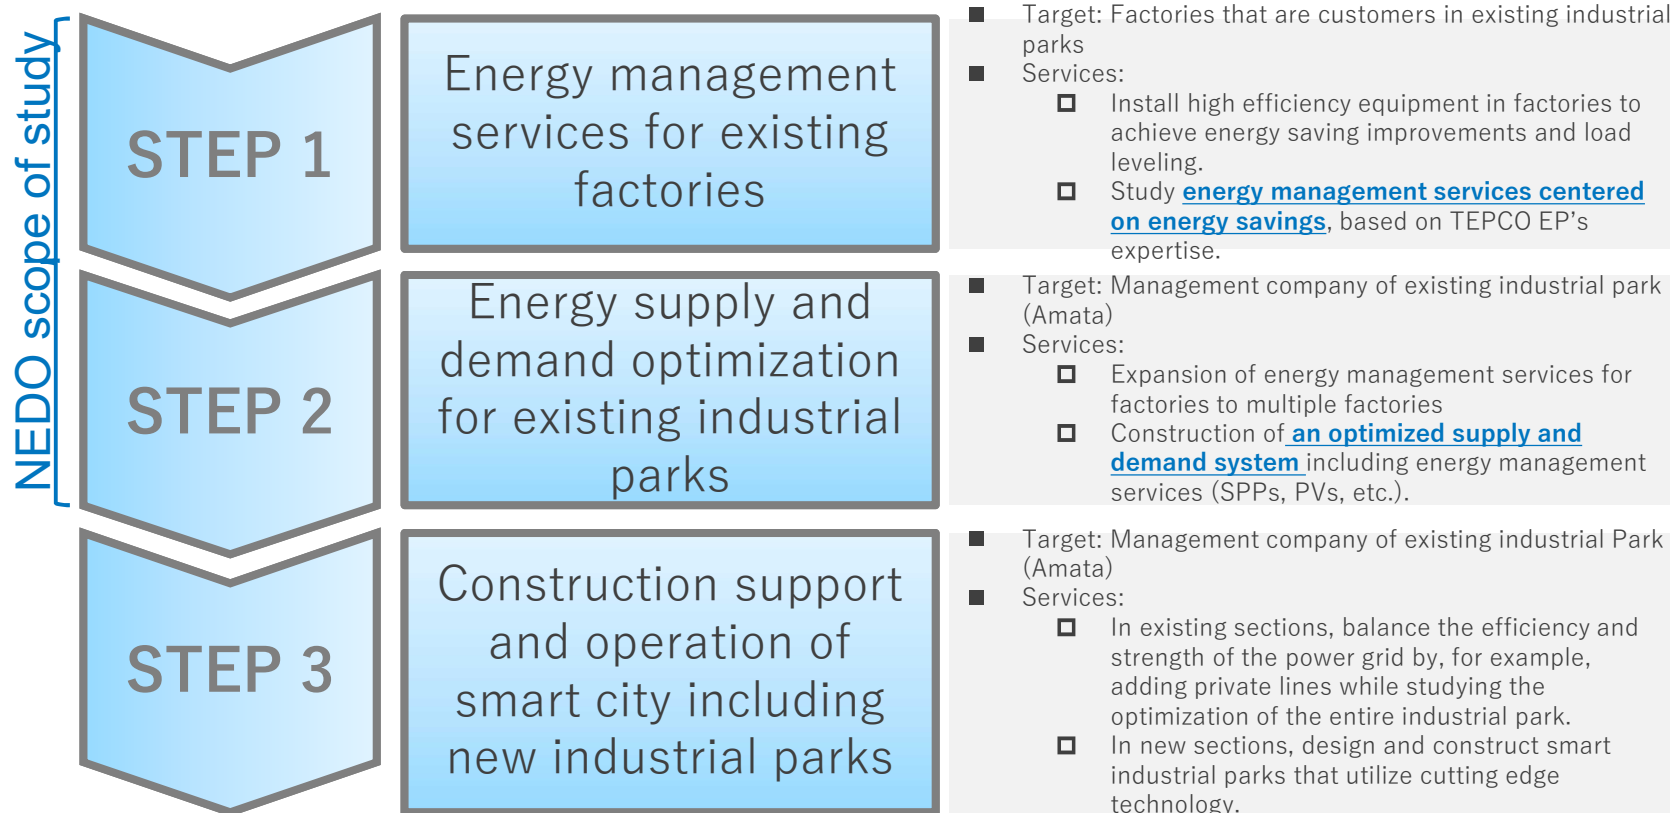 NEDO scope of study
STEP 1
Energy management
services for existing
factories
■ Target: Factories that are customers in existing industrial
parks
■ Services:
□ Install high efficiency equipment in factories to
achieve energy saving improvements and load
leveling.
□ Study energy management services centered
on energy savings, based on TEPCO EP’s
expertise.
STEP 2
Energy supply and
demand optimization
for existing industrial
parks
■ Target: Management company of existing industrial park
(Amata)
■ Services:
□ Expansion of energy management services for
factories to multiple factories
□ Construction of an optimized supply and
demand system including energy management
services (SPPs, PVs, etc.).
STEP 3
Construction support
and operation of
smart city including
new industrial parks
■ Target: Management company of existing industrial Park
(Amata)
■ Services:
□ In existing sections, balance the efficiency and
strength of the power grid by, for example,
adding private lines while studying the
optimization of the entire industrial park.
□ In new sections, design and construct smart
industrial parks that utilize cutting edge
technology.